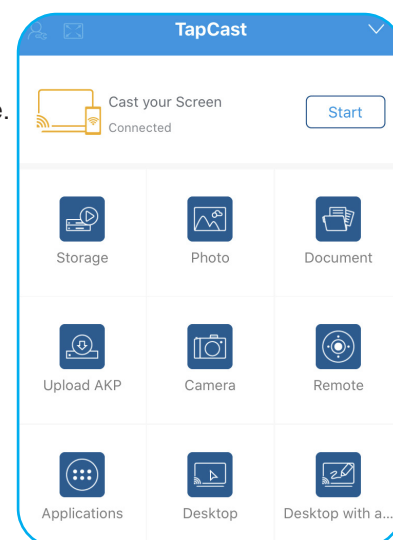 TapCast
Cast your Screen
e.
Connected
Start
Storage
Photo
Document
Upload AKP
Camera
Remote
Applications
Desktop
Desktop with a...